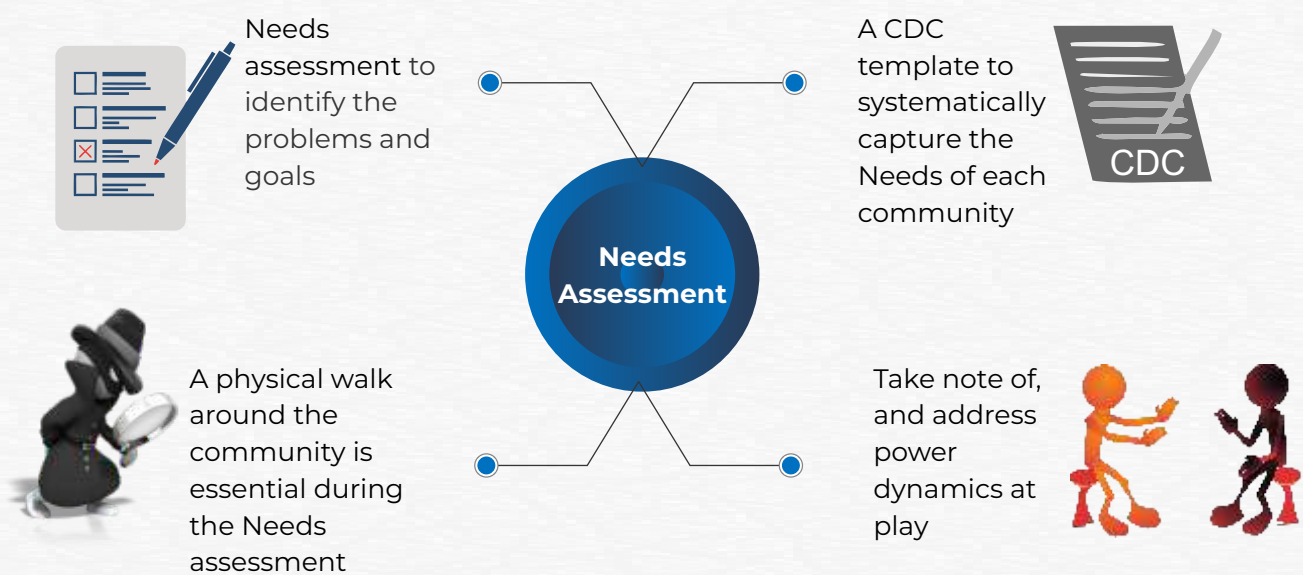 Needs
assessment to
identify the
problems and
goals
A CDC
template to
systematically
capture the
Needs of each
community
CDC
Needs
Assessment
A physical walk
around the
community is
essential during
the Needs
assessment
Take note of,
and address
power
dynamics at
play